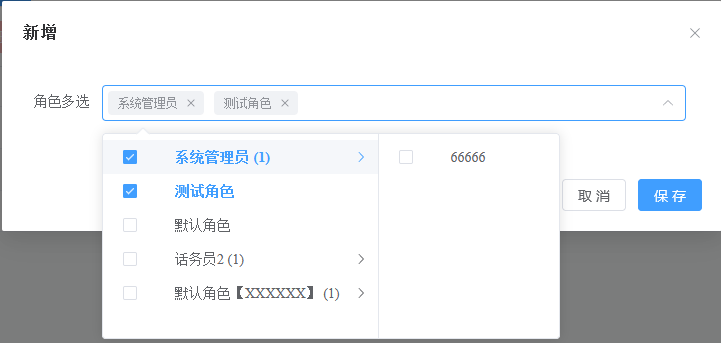 新增
角色多选 系统管理员 测试角色
系统管理员 (1) 66666
测试角色
默认角色
取 消 保 存
话务员2 (1)
默认角色【XXXXXX】 (1)